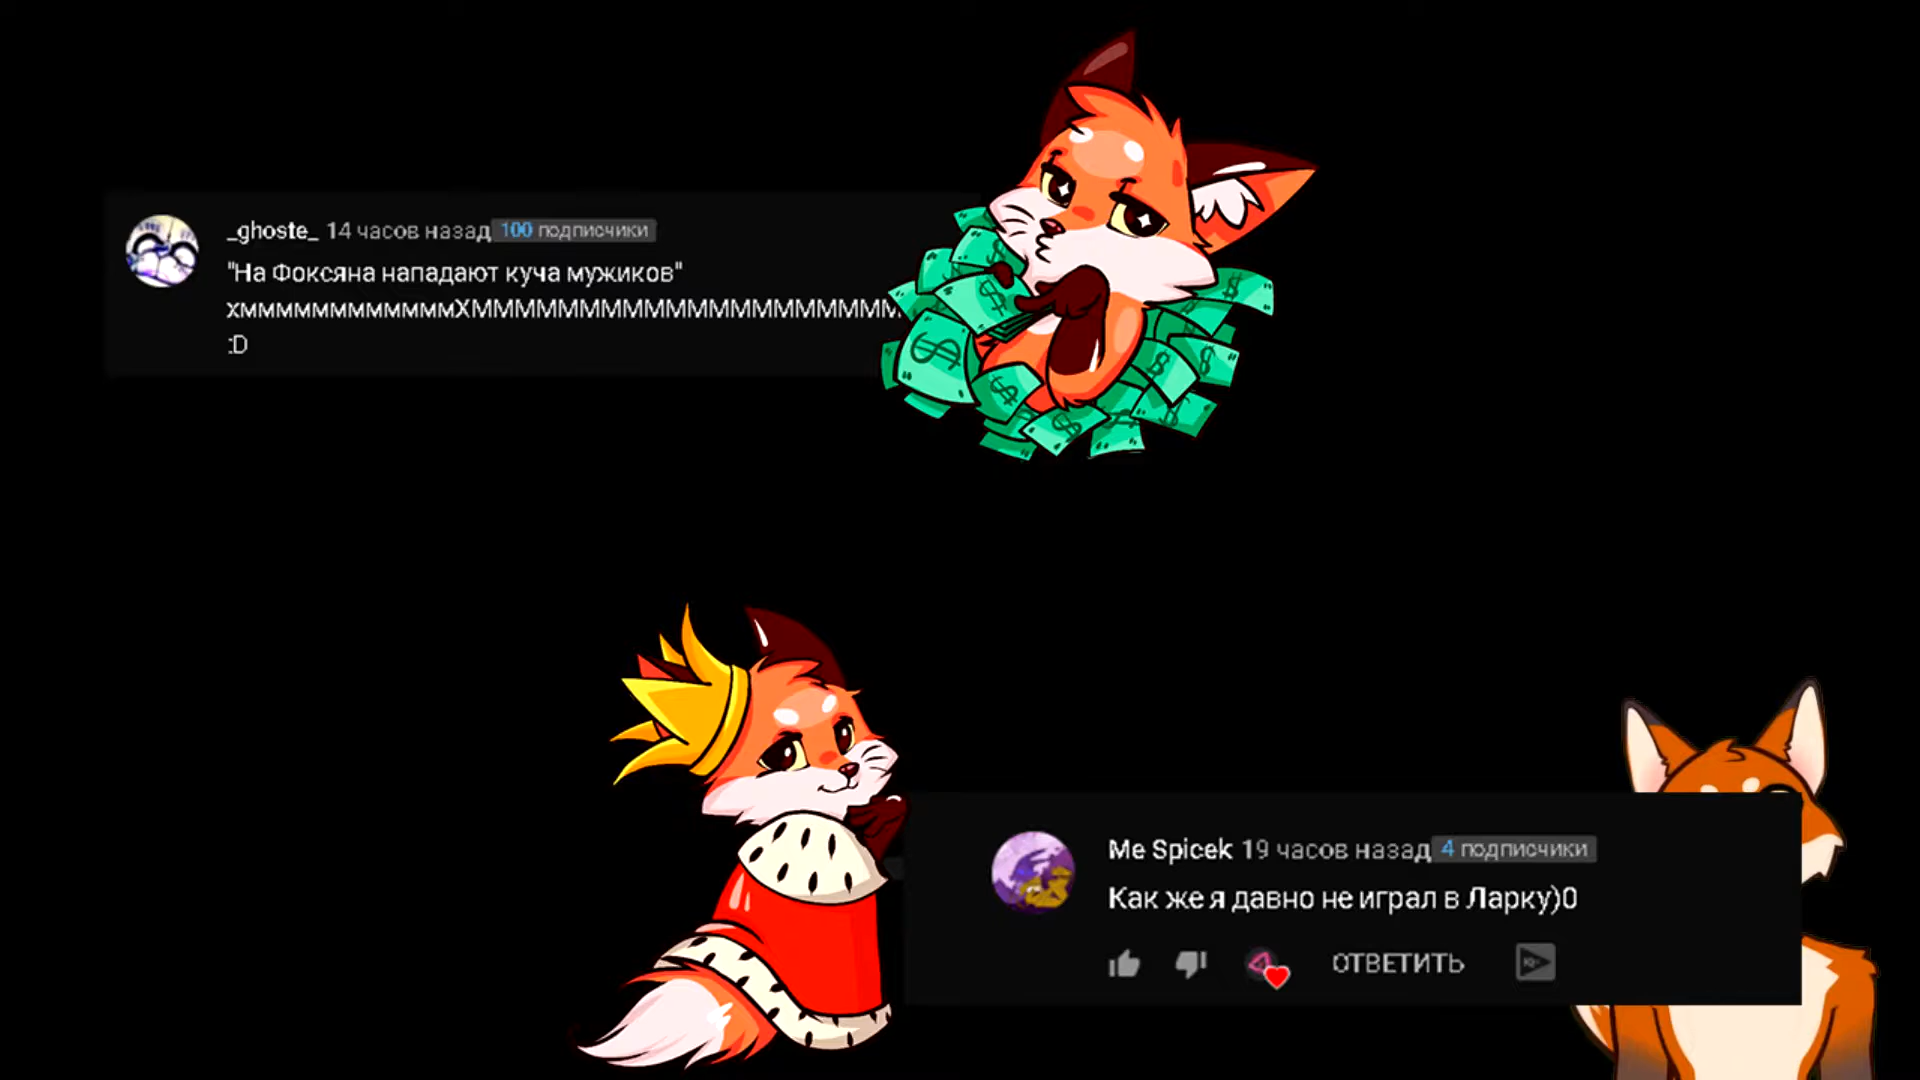 _ghoste_ 14 часов назад 100 подписчики
"На Фоксяна нападают куча мужиков"
хмммммммммммммХМММММММММММММММММММММ
:D
Me Spicek 19 часов назад 4 подписчики
Как же я давно не играл в Ларку)0
ОТВЕТИТЬ